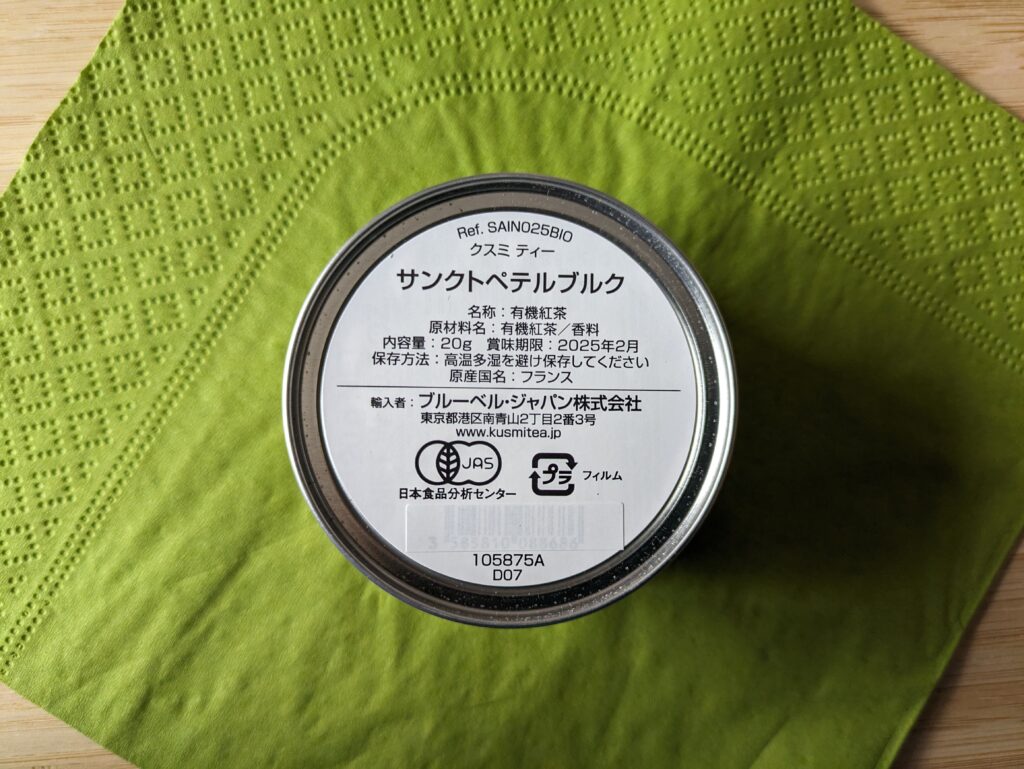 Ref. SAIN025BIO
クスミ ティー
サンクトペテルブルク
名称：有機紅茶
原材料名：有機紅茶／香料
内容量：20g 賞味期限：2025年2月
保存方法：高温多湿を避け保存してください
原産国名：フランス
輸入者：ブルーベル・ジャパン株式会社
東京都港区南青山2丁目2番3号
www.kusmitea.jp
JAS
日本食品分析センター
プラ フィルム
105875A
D07